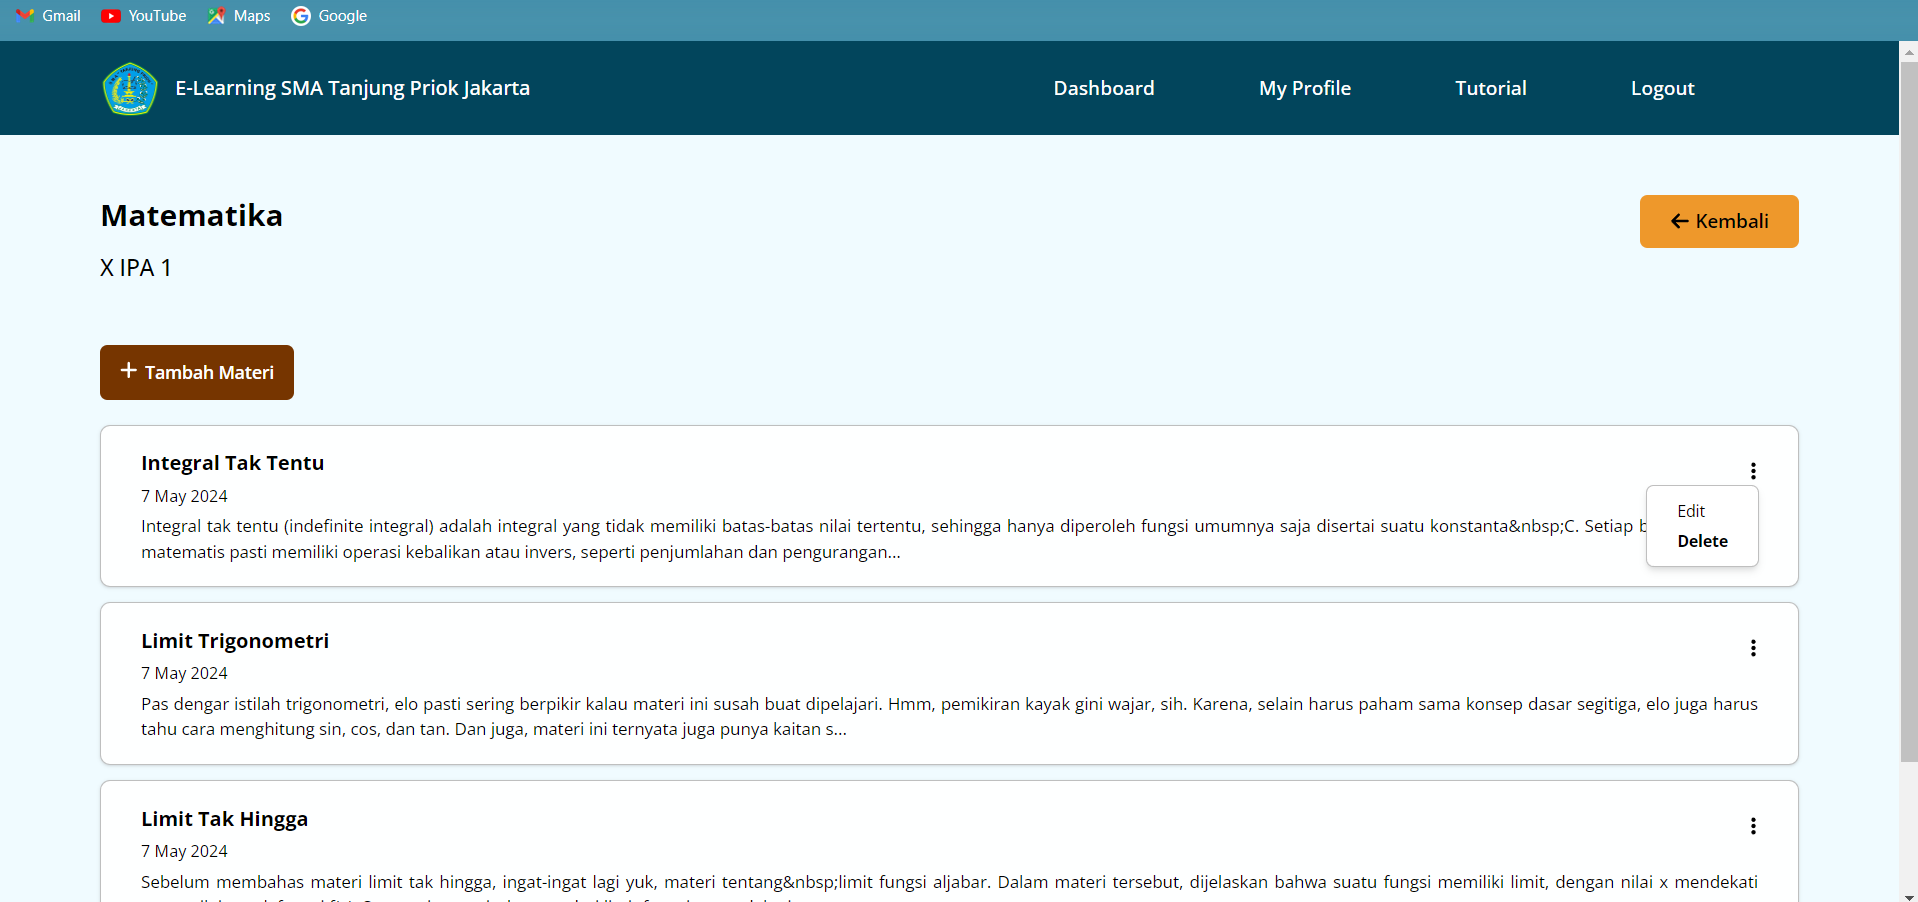 Gmail YouTube Maps Google
E-Learning SMA Tanjung Priok Jakarta Dashboard My Profile Tutorial Logout
Matematika
← Kembali
X IPA 1
+ Tambah Materi
Integral Tak Tentu
7 May 2024
Integral tak tentu (indefinite integral) adalah integral yang tidak memiliki batas-batas nilai tertentu, sehingga hanya diperoleh fungsi umumnya saja disertai suatu konstanta&nbsp;C. Setiap
matematis pasti memiliki operasi kebalikan atau invers, seperti penjumlahan dan pengurangan...
Edit
Delete
Limit Trigonometri
7 May 2024
Pas dengar istilah trigonometri, elo pasti sering berpikir kalau materi ini susah buat dipelajari. Hmm, pemikiran kayak gini wajar, sih. Karena, selain harus paham sama konsep dasar segitiga, elo juga harus
tahu cara menghitung sin, cos, dan tan. Dan juga, materi ini ternyata juga punya kaitan s...
Limit Tak Hingga
7 May 2024
Sebelum membahas materi limit tak hingga, ingat-ingat lagi yuk, materi tentang&nbsp;limit fungsi aljabar. Dalam materi tersebut, dijelaskan bahwa suatu fungsi memiliki limit, dengan nilai x mendekati